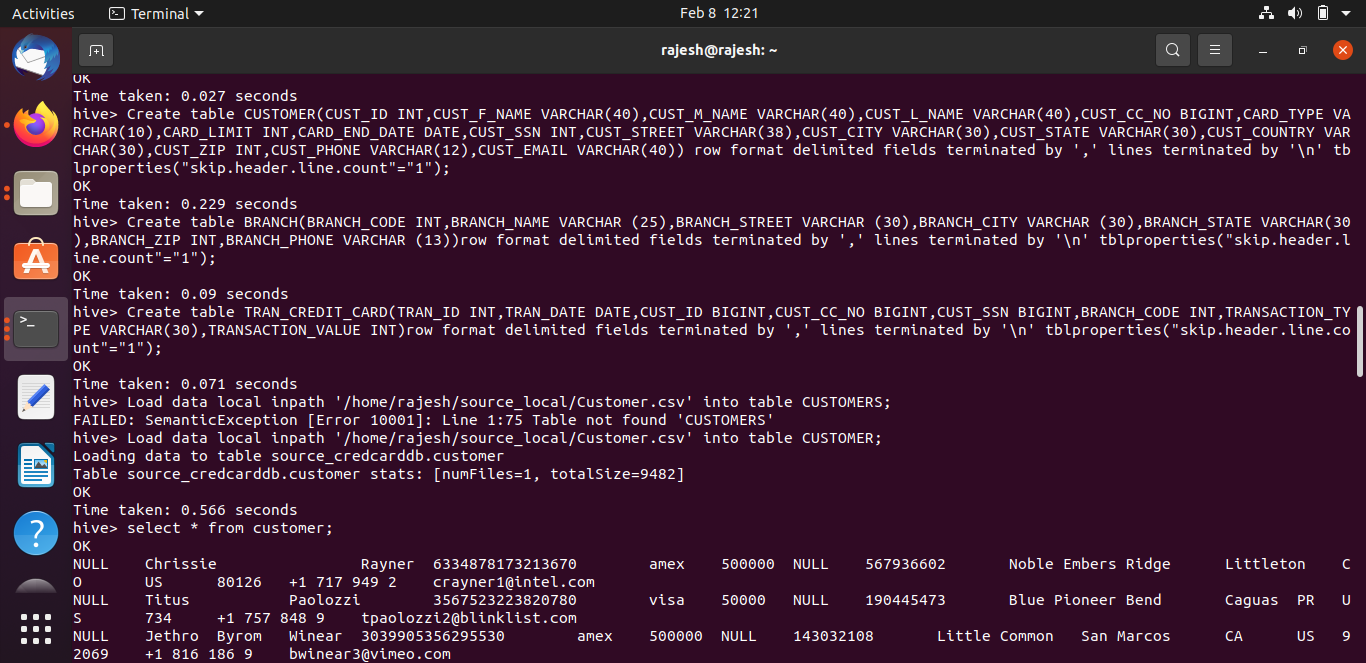 Activities Terminal Feb 8 12:21
rajesh@rajesh: ~
OK
Time taken: 0.027 seconds
hive> Create table CUSTOMER(CUST_ID INT,CUST_F_NAME VARCHAR(40),CUST_M_NAME VARCHAR(40),CUST_L_NAME VARCHAR(40),CUST_CC_NO BIGINT,CARD_TYPE VA
RCHAR(10),CARD_LIMIT INT,CARD_END_DATE DATE,CUST_SSN INT,CUST_STREET VARCHAR(38),CUST_CITY VARCHAR(30),CUST_STATE VARCHAR(30),CUST_COUNTRY VAR
CHAR(30),CUST_ZIP INT,CUST_PHONE VARCHAR(12),CUST_EMAIL VARCHAR(40)) row format delimited fields terminated by ',' lines terminated by '\n' tb
lproperties("skip.header.line.count"="1");
OK
Time taken: 0.229 seconds
hive> Create table BRANCH(BRANCH_CODE INT,BRANCH_NAME VARCHAR (25),BRANCH_STREET VARCHAR (30),BRANCH_CITY VARCHAR (30),BRANCH_STATE VARCHAR(30
),BRANCH_ZIP INT,BRANCH_PHONE VARCHAR (13))row format delimited fields terminated by ',' lines terminated by '\n' tblproperties("skip.header.l
ine.count"="1");
OK
Time taken: 0.09 seconds
hive> Create table TRAN_CREDIT_CARD(TRAN_ID INT,TRAN_DATE DATE,CUST_ID BIGINT,CUST_CC_NO BIGINT,CUST_SSN BIGINT,BRANCH_CODE INT,TRANSACTION_TY
PE VARCHAR(30),TRANSACTION_VALUE INT)row format delimited fields terminated by ',' lines terminated by '\n' tblproperties("skip.header.line.co
unt"="1");
OK
Time taken: 0.071 seconds
hive> Load data local inpath '/home/rajesh/source_local/Customer.csv' into table CUSTOMERS;
FAILED: SemanticException [Error 10001]: Line 1:75 Table not found 'CUSTOMERS'
hive> Load data local inpath '/home/rajesh/source_local/Customer.csv' into table CUSTOMER;
Loading data to table source_credcarddb.customer
Table source_credcarddb.customer stats: [numFiles=1, totalSize=9482]
OK
Time taken: 0.566 seconds
hive> select * from customer;
OK
NULL Chrissie Rayner 6334878173213670 amex 500000 NULL 567936602 Noble Embers Ridge Littleton C
O US 80126 +1 717 949 2 crayner1@intel.com
NULL Titus Paolozzi 3567523223820780 visa 50000 NULL 190445473 Blue Pioneer Bend Caguas PR U
S 734 +1 757 848 9 tpaolozzi2@blinklist.com
NULL Jethro Byrom Winear 3039905356295530 amex 500000 NULL 143032108 Little Common San Marcos CA US 9
2069 +1 816 186 9 bwinear3@vimeo.com